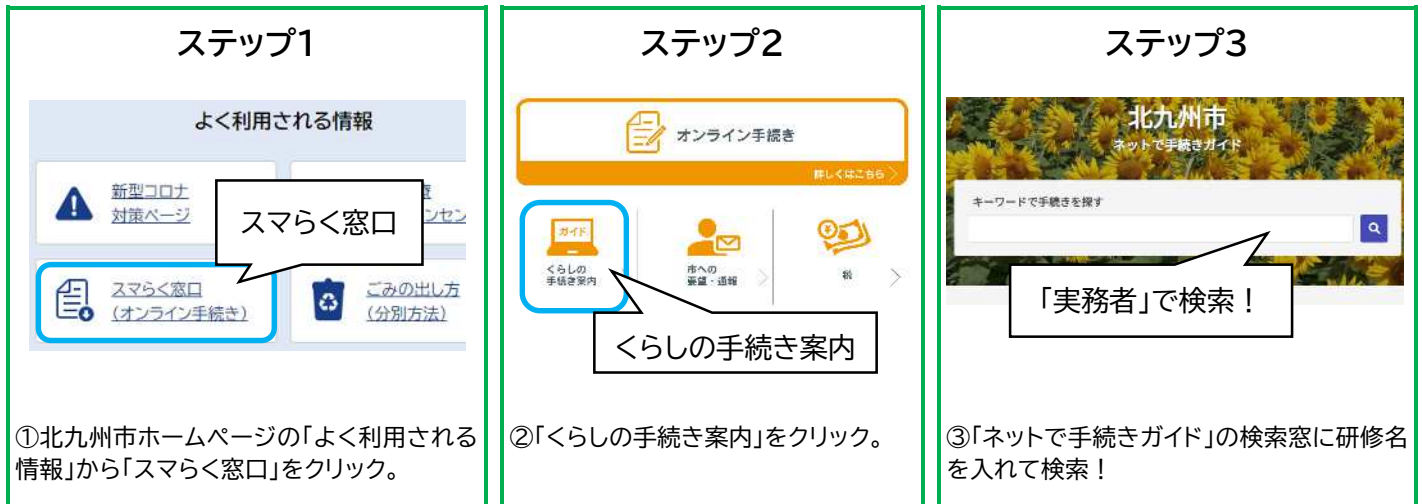 ステップ1
よく利用される情報
新型コロナ
対策ページ
スマらく窓口
スマらく窓口
(オンライン手続き)
ごみの出し方
(分別方法)
①北九州市ホームページの「よく利用される
情報」から「スマらく窓口」をクリック。
ステップ2
オンライン手続き
詳しくはこちら
ガイド
くらしの
手続き案内
市への
要望・通報
税
くらしの手続き案内
②「くらしの手続き案内」をクリック。
ステップ3
北九州市
ネットで手続きガイド
キーワードで手続きを探す
「実務者」で検索!
③「ネットで手続きガイド」の検索窓に研修名
を入れて検索!